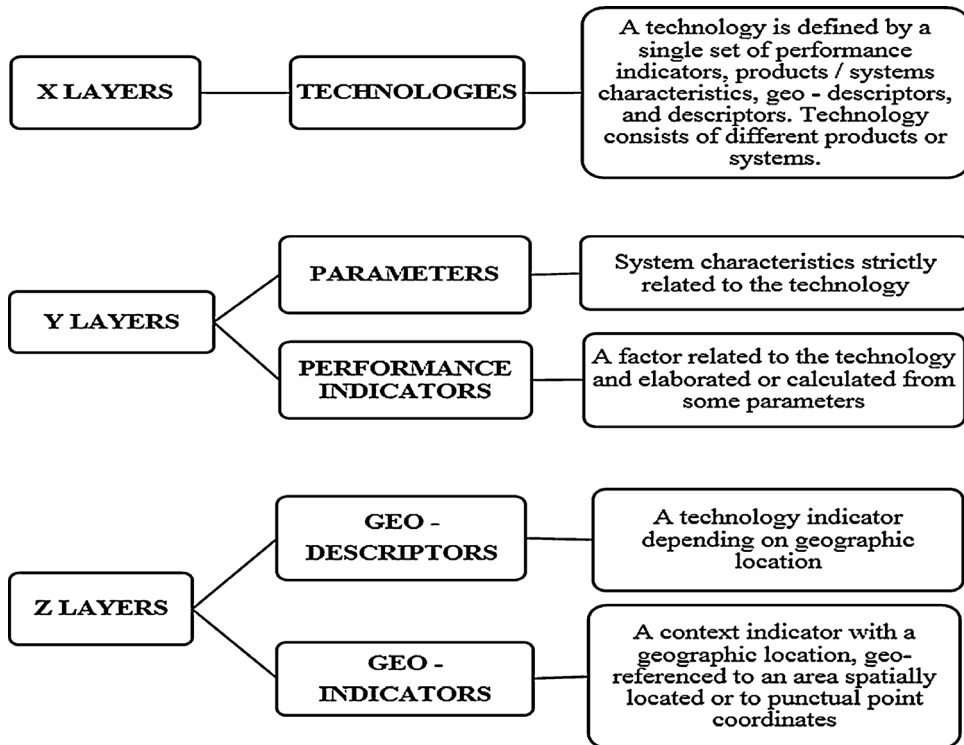 X LAYERS
TECHNOLOGIES
A technology is defined by a
single set of performance
indicators, products / systems
characteristics, geo - descriptors,
and descriptors. Technology
consists of different products or
systems.
Y LAYERS
PARAMETERS
System characteristics strictly
related to the technology
PERFORMANCE
INDICATORS
A factor related to the technology
and elaborated or calculated from
some parameters
Z LAYERS
GEO -
DESCRIPTORS
A technology indicator
depending on geographic
location
GEO -
INDICATORS
A context indicator with a
geographic location, geo-
referenced to an area spatially
located or to punctual point
coordinates